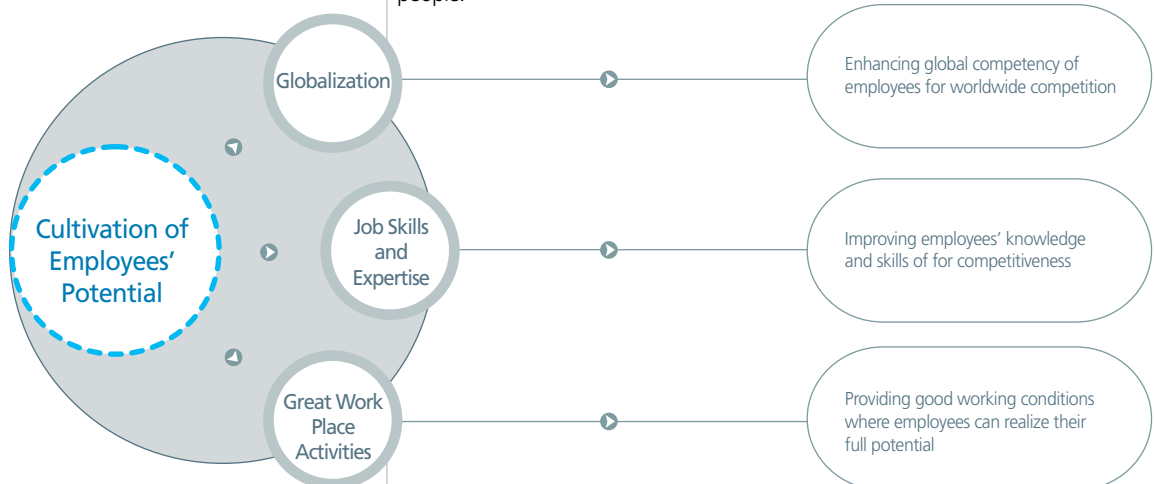 people.
Globalization
Enhancing global competency of
employees for worldwide competition
Cultivation of
Employees’
Potential
Job Skills
and
Expertise
Improving employees’ knowledge
and skills of for competitiveness
Great Work
Place
Activities
Providing good working conditions
where employees can realize their
full potential